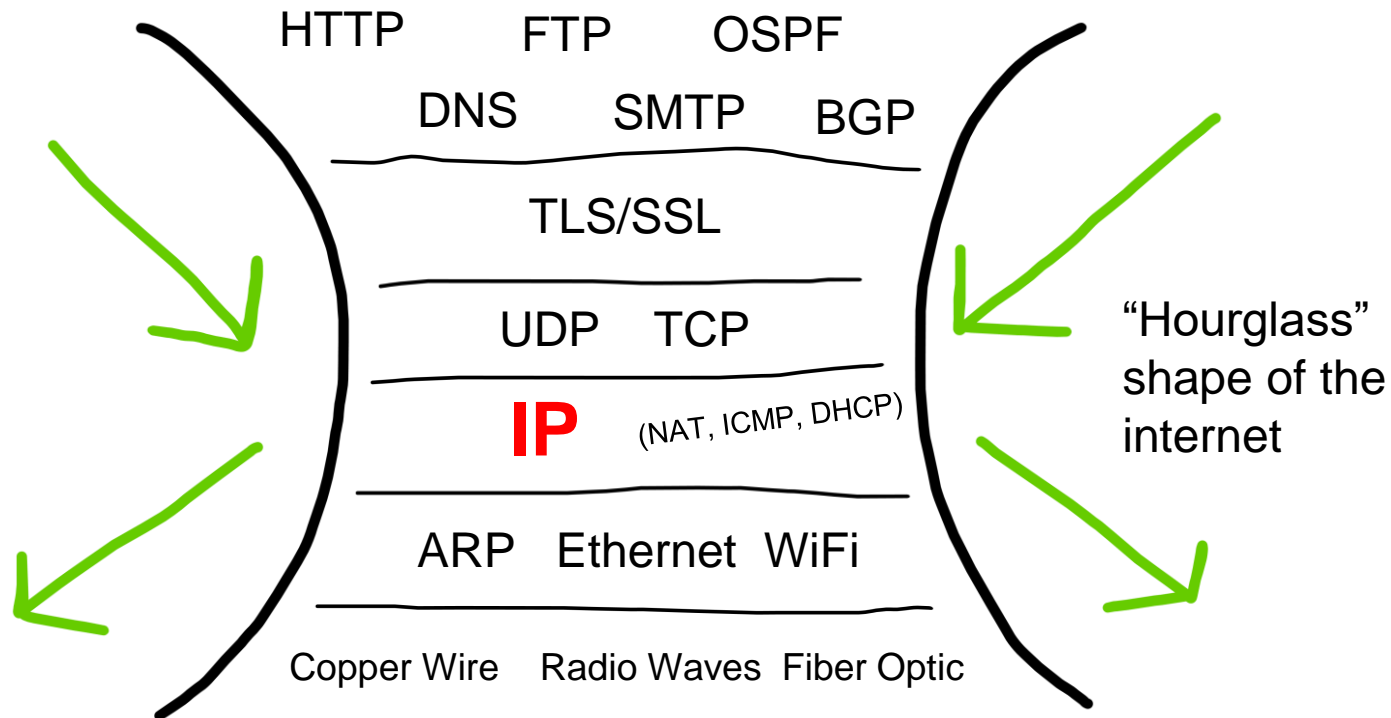 HTTP FTP OSPF
DNS SMTP BGP
TLS/SSL
UDP TCP
IP (NAT, ICMP, DHCP)
“Hourglass”
shape of the
internet
ARP Ethernet WiFi
Copper Wire Radio Waves Fiber Optic